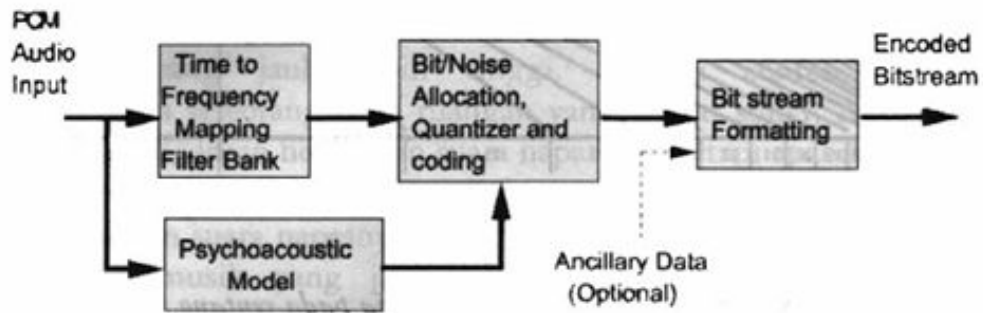 PCM
Audio
Input
Time to
Frequency
Mapping
Filter Bank
Bit/Noise
Allocation,
Quantizer and
coding
Bit stream
Formatting
Encoded
Bitstream
Psychoacoustic
Model
Ancillary Data
(Optional)